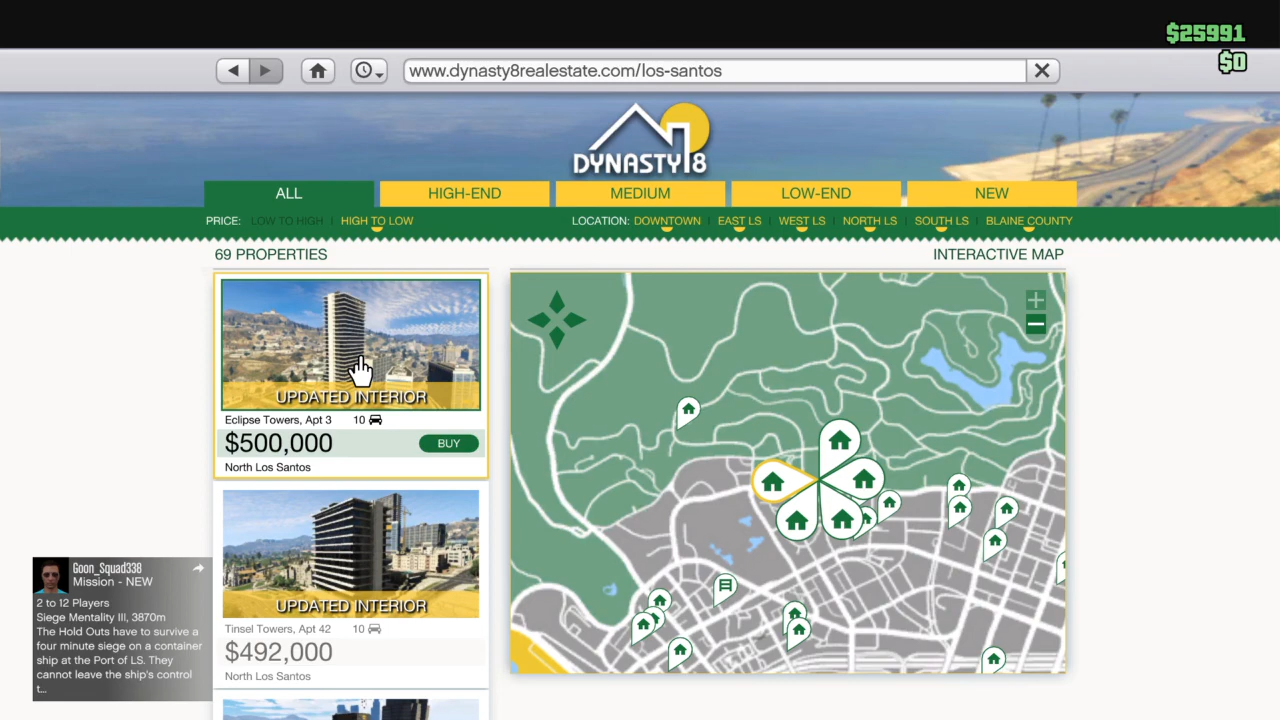 $25991
$0
www.dynasty8realestate.com/los-santos
DYNASTY 8
ALL
HIGH-END
MEDIUM
LOW-END
NEW
PRICE: LOW TO HIGH | HIGH TO LOW
LOCATION: DOWNTOWN | EAST LS | WEST LS | NORTH LS | SOUTH LS | BLAINE COUNTY
69 PROPERTIES
INTERACTIVE MAP
UPDATED INTERIOR
Eclipse Towers, Apt 3 10
$500,000 BUY
North Los Santos
UPDATED INTERIOR
Tinsel Towers, Apt 42 10
$492,000
North Los Santos
Goon_Squad338
Mission - NEW
2 to 12 Players
Siege Mentality III, 3870m
The Hold Outs have to survive a
four minute siege on a container
ship at the Port of LS. They
cannot leave the ship's control
t...